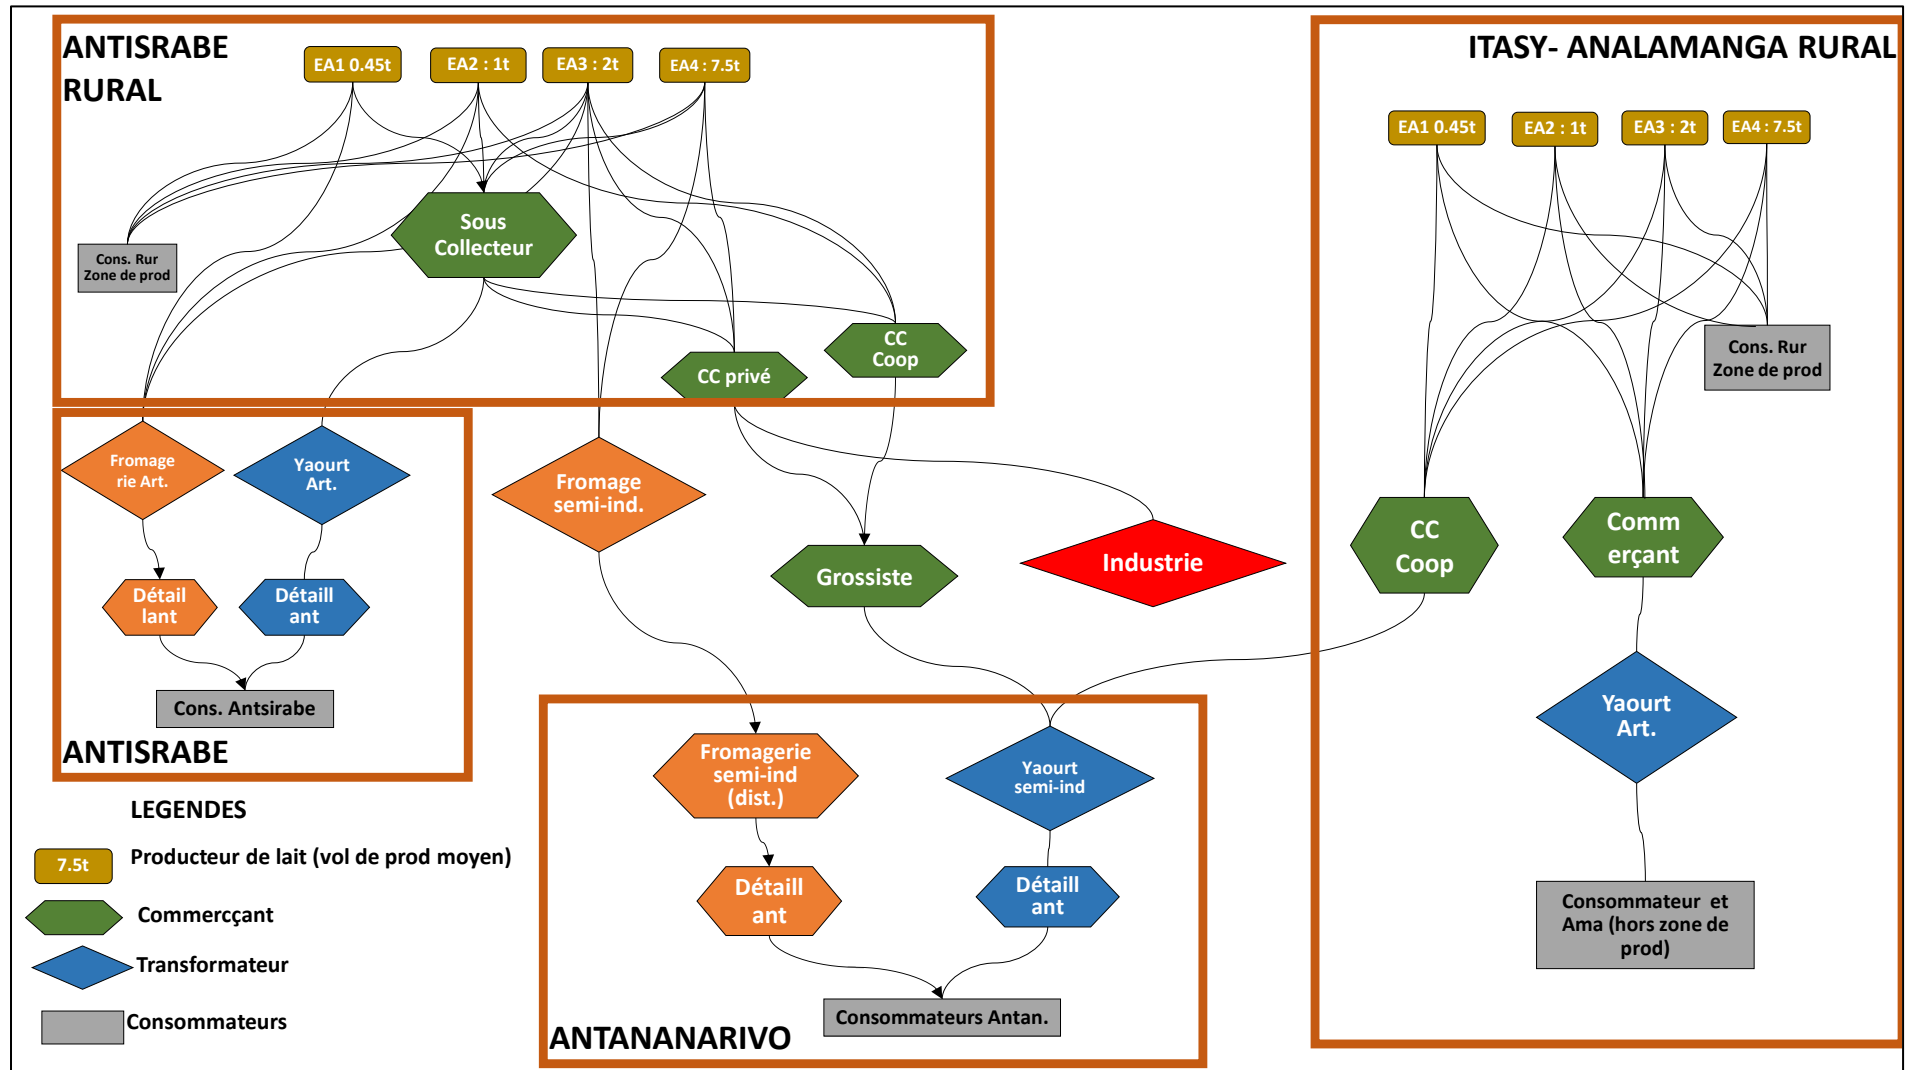 ANTISRABE
RURAL
EA1 0.45t
EA2 : 1t
EA3 : 2t
EA4 : 7.5t
Sous
Collecteur
Cons. Rur
Zone de prod
CC
Coop
CC privé
ITASY- ANALAMANGA RURAL
EA1 0.45t
EA2 : 1t
EA3 : 2t
EA4 : 7.5t
Cons. Rur
Zone de prod
CC
Coop
Comm
erçant
Yaourt
Art.
Consommateur et
Ama (hors zone de
prod)
Fromage
rie Art.
Yaourt
Art.
Détail
lant
Détaill
ant
Cons. Antsirabe
ANTISRABE
Fromage
semi-ind.
Grossiste
Industrie
Fromagerie
semi-ind
(dist.)
Yaourt
semi-ind
Détaill
ant
Détaill
ant
Consommateurs Antan.
ANTANANARIVO
LEGENDES
7.5t
Producteur de lait (vol de prod moyen)
Commercçant
Transformateur
Consommateurs